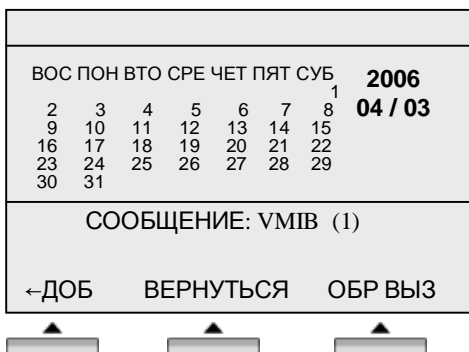 ВОС ПОН ВТО СРЕ ЧЕТ ПЯТ СУБ 2006
1
2 3 4 5 6 7 8 04 / 03
9 10 11 12 13 14 15
16 17 18 19 20 21 22
23 24 25 26 27 28 29
30 31
СООБЩЕНИЕ: VMIB (1)
←ДОБ ВЕРНУТЬСЯ ОБР ВЫЗ